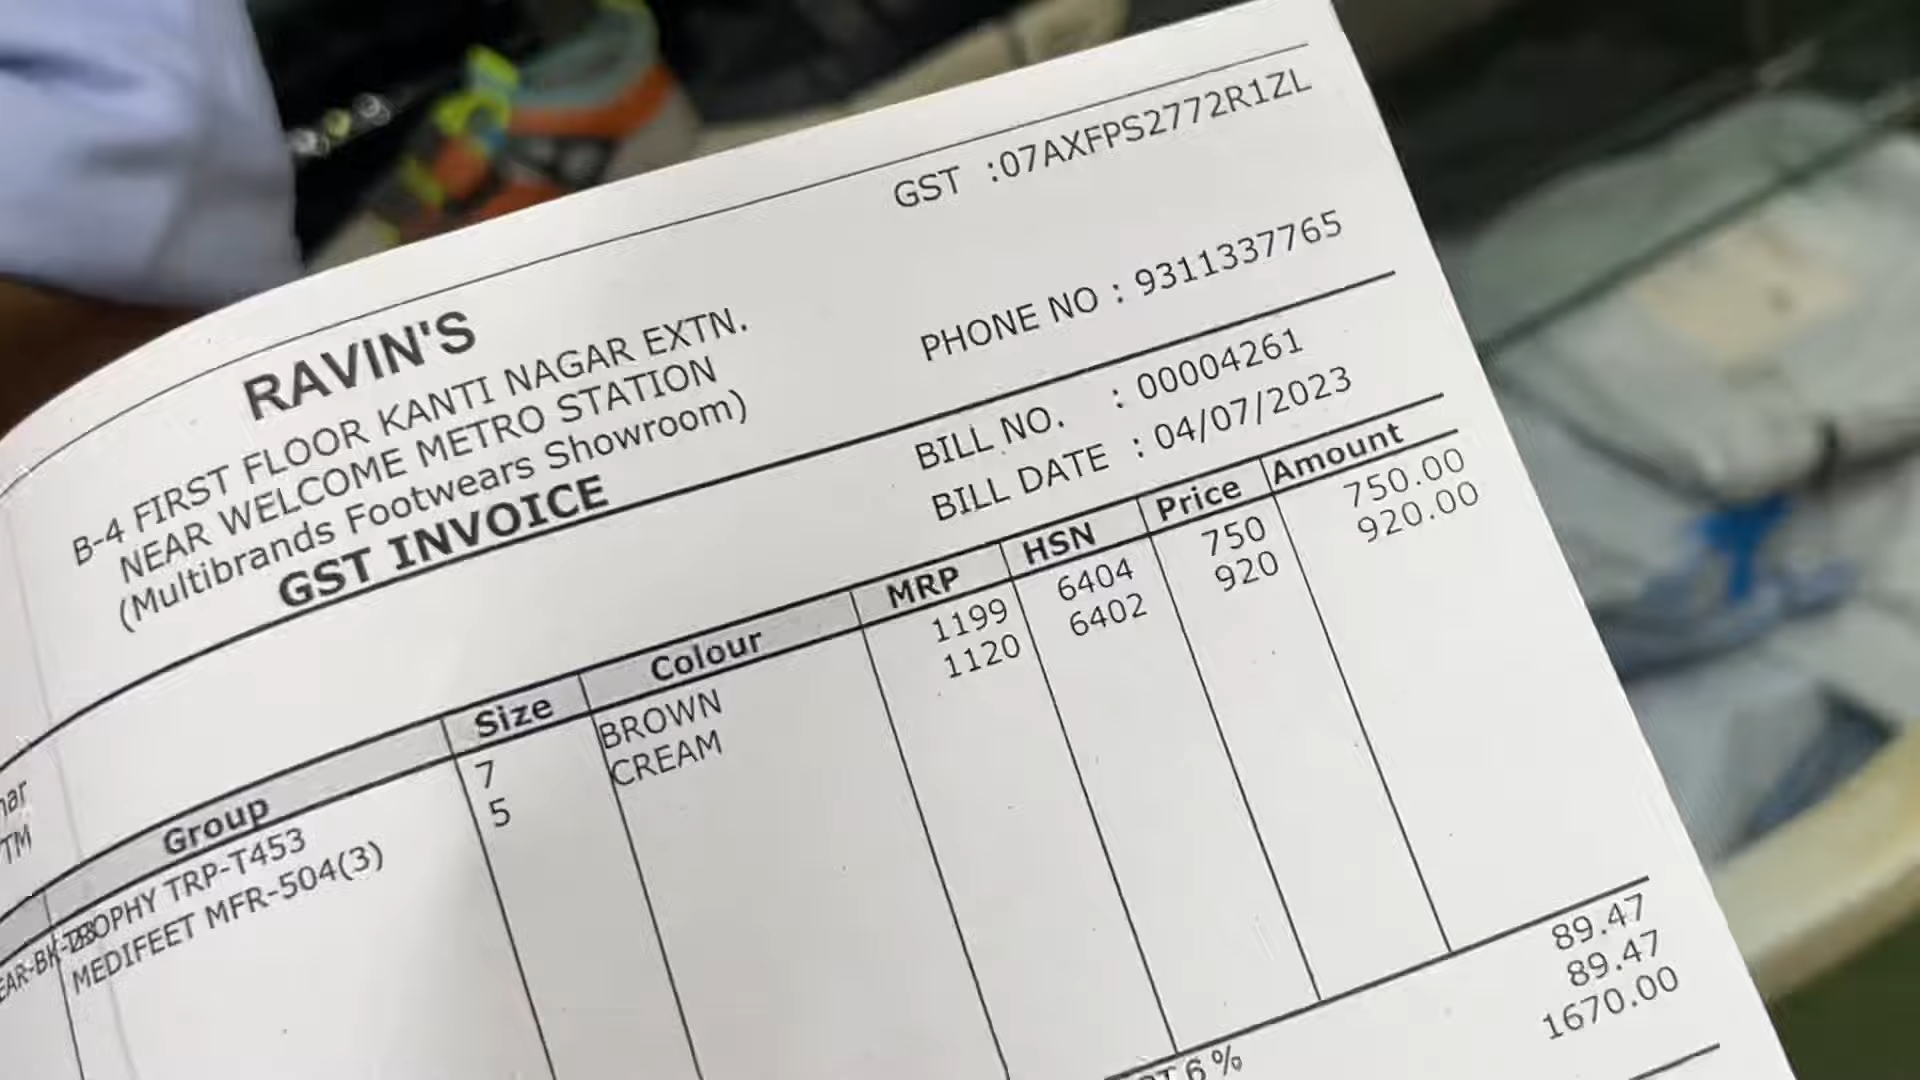 GST :07AXFPS2772R1ZL
RAVIN'S
B-4 FIRST FLOOR KANTI NAGAR EXTN.
NEAR WELCOME METRO STATION
(Multibrands Footwears Showroom)
PHONE NO : 9311337765
GST INVOICE
BILL NO. : 00004261
BILL DATE : 04/07/2023
Group Size Colour MRP HSN Price Amount
TRP-T453 7 BROWN 1199 6404 750 750.00
MEDIFEET MFR-504(3) 5 CREAM 1120 6402 920 920.00
89.47
6% 89.47
1670.00